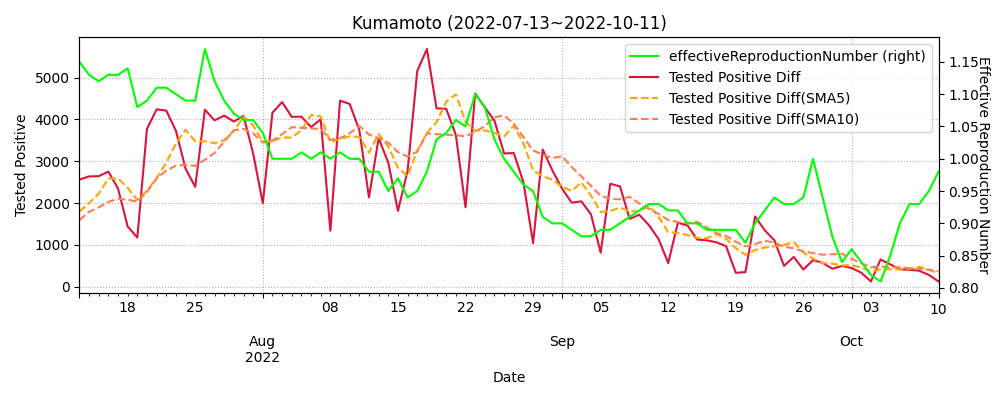 Kumamoto (2022-07-13~2022-10-11)
effectiveReproductionNumber (right)
Tested Positive Diff
Tested Positive Diff(SMA5)
Tested Positive Diff(SMA10)
Tested Positive
5000
4000
3000
2000
1000
0
Effective Reproduction Number
1.15
1.10
1.05
1.00
0.95
0.90
0.85
0.80
18 25 08 15 22 29 05 12 19 26 03 10
Aug Sep Oct
2022
Date